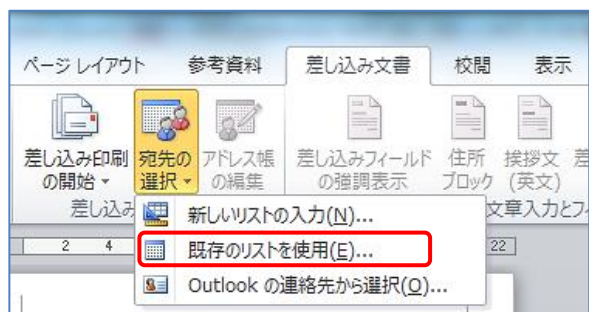 ページ レイアウト 参考資料 差し込み文書 校閲 表示
差し込み印刷 宛先の アドレス帳 差し込みフィールド 住所 挨拶文 差
の開始 選択 の編集 の強調表示 ブロック (英文)
差し込み 文章入力とフィ
新しいリストの入力(N)...
2 4 既存のリストを使用(E)... 22
Outlook の連絡先から選択(O)...